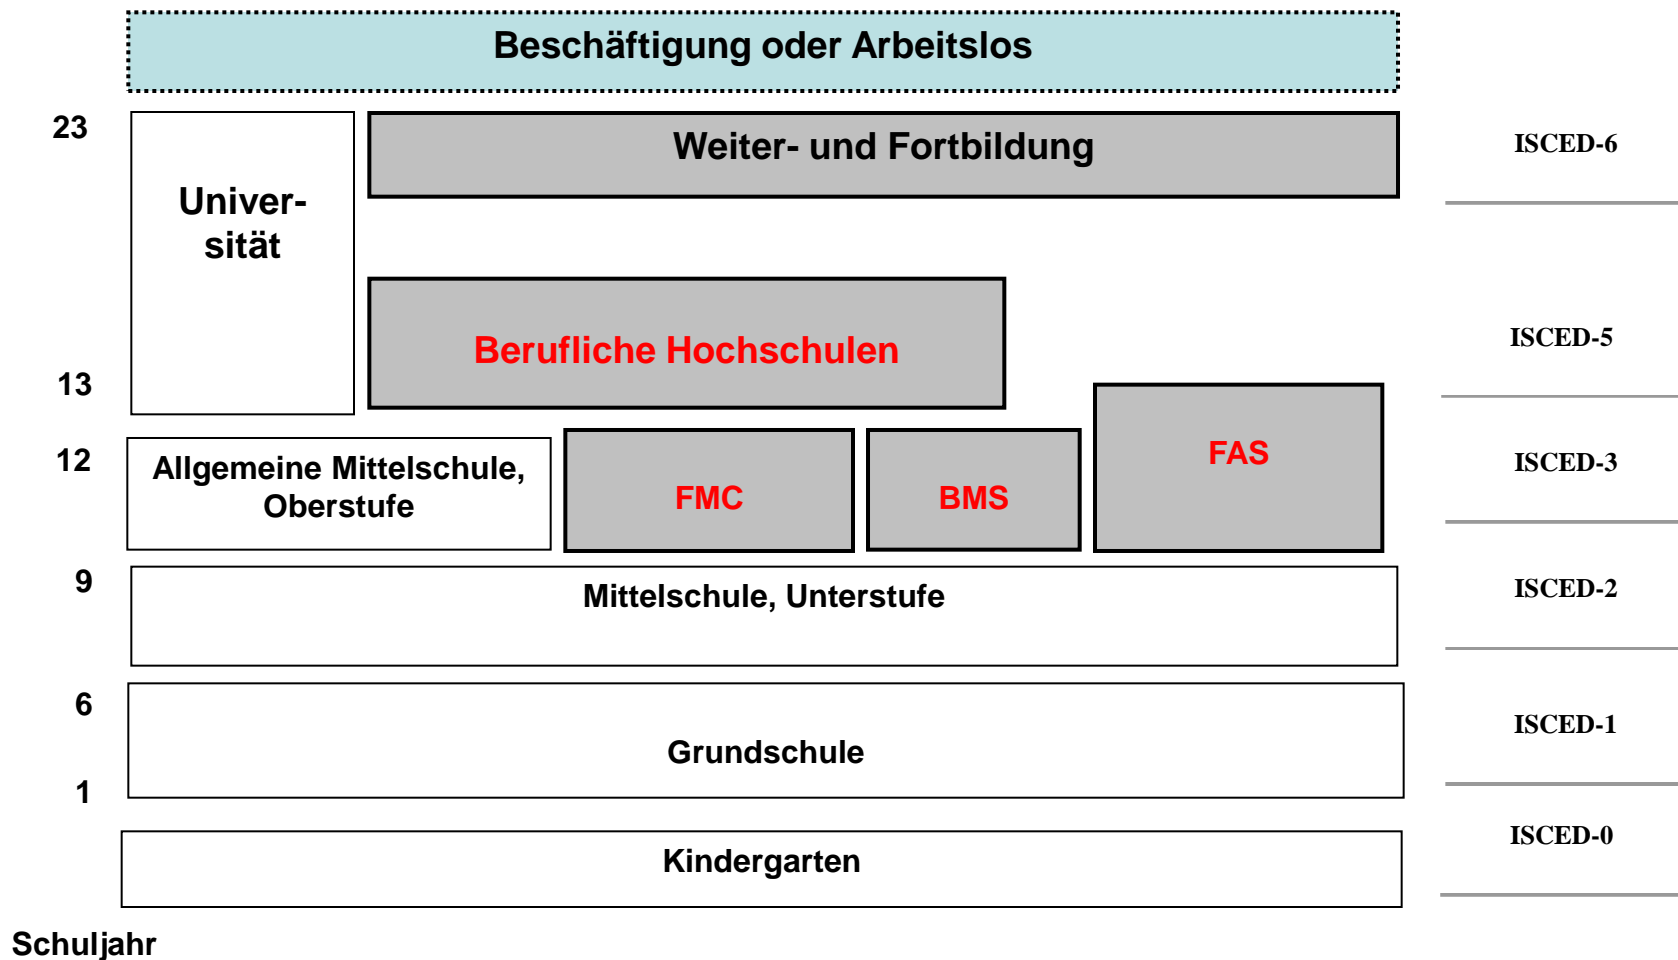 Beschäftigung oder Arbeitslos
23
Weiter- und Fortbildung
ISCED-6
Univer-
sität
Berufliche Hochschulen
ISCED-5
13
12
Allgemeine Mittelschule,
Oberstufe
FMC
BMS
FAS
ISCED-3
9
Mittelschule, Unterstufe
ISCED-2
6
Grundschule
ISCED-1
1
Kindergarten
ISCED-0
Schuljahr